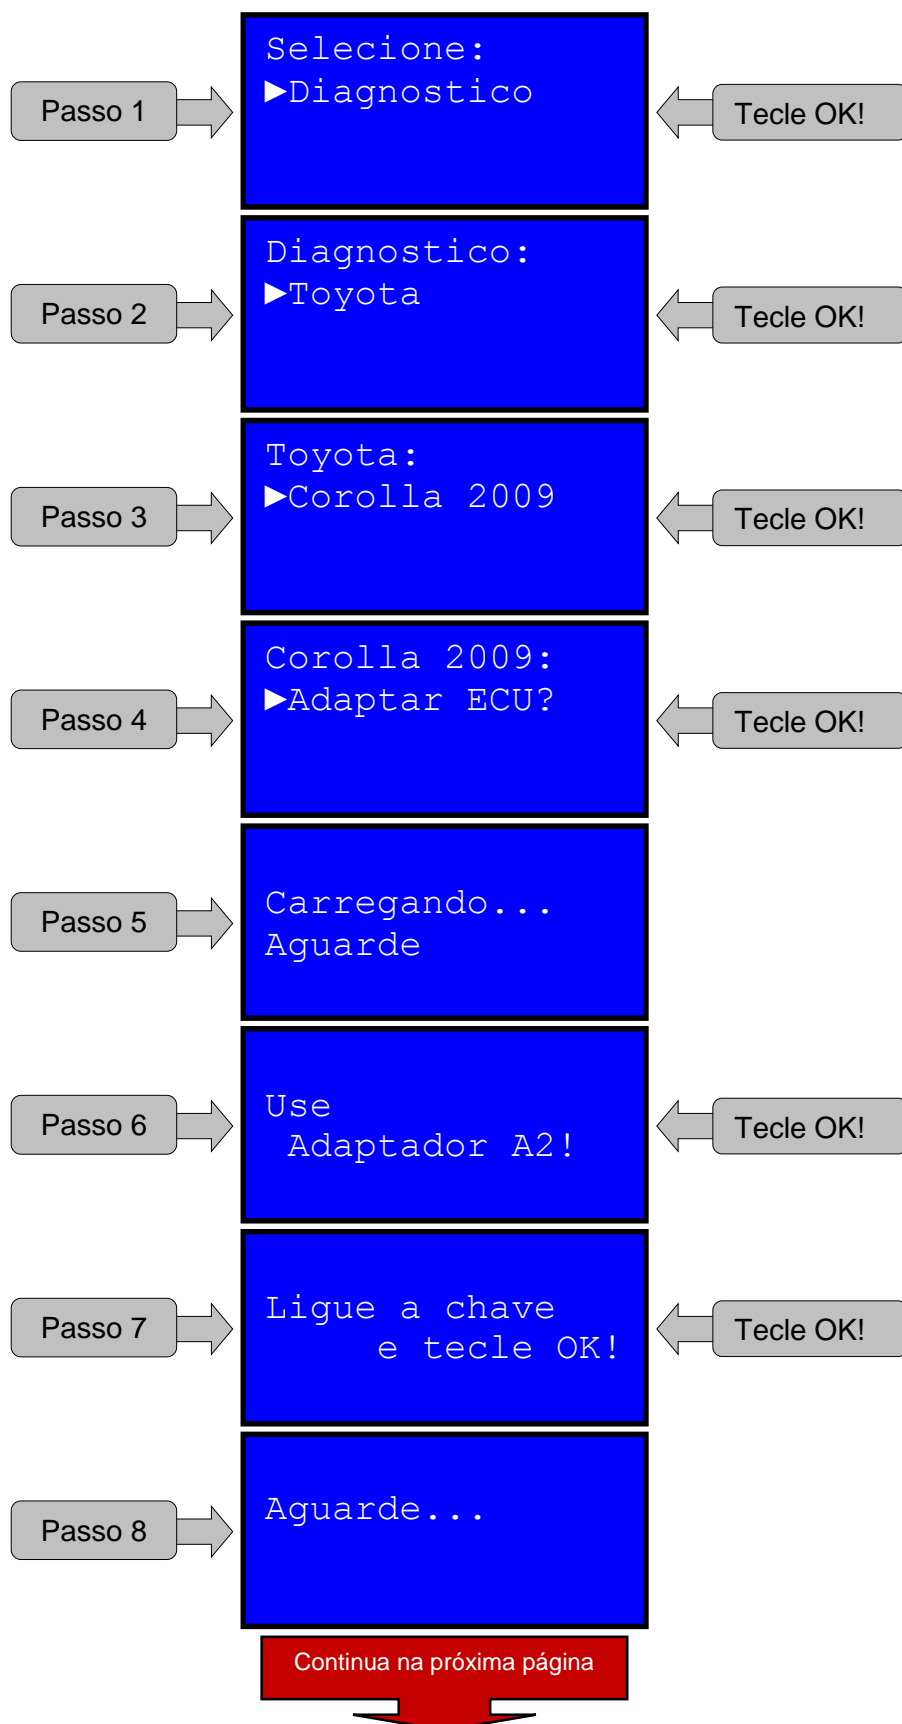 Selecione:
►Diagnostico
Passo 1
Tecle OK!
Diagnostico:
►Toyota
Passo 2
Tecle OK!
Toyota:
►Corolla 2009
Passo 3
Tecle OK!
Corolla 2009:
►Adaptar ECU?
Passo 4
Tecle OK!
Passo 5
Carregando...
Aguarde
Passo 6
Use
Adaptador A2!
Tecle OK!
Passo 7
Ligue a chave
e tecle OK!
Tecle OK!
Passo 8
Aguarde...
Continua na próxima página